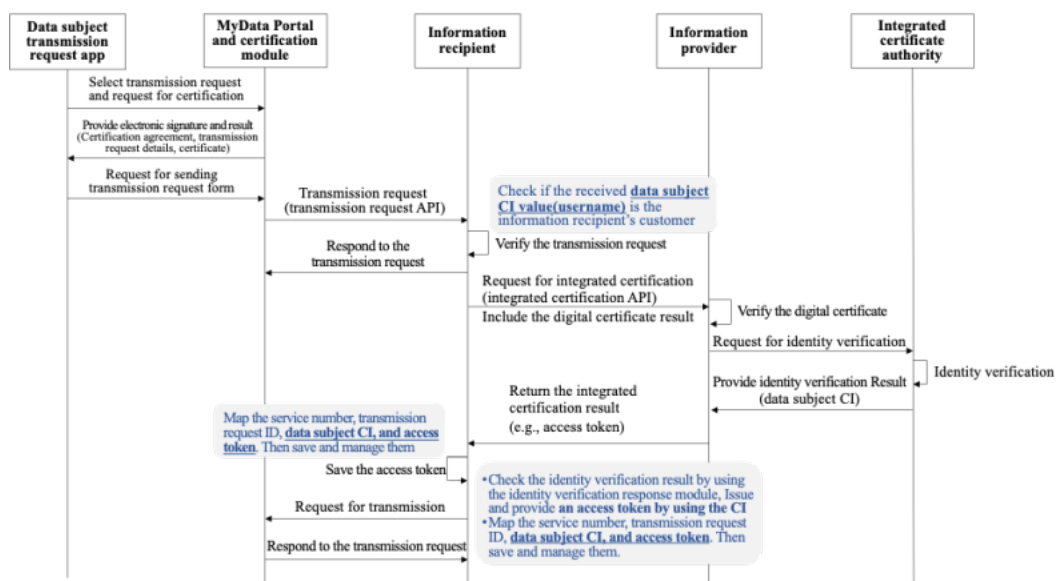 Data subject
transmission
request app
MyData Portal
and certification
module
Information
recipient
Information
provider
Integrated
certificate
authority
Select transmission request
and request for certification
Provide electronic signature and result
(Certification agreement, transmission
request details, certificate)
Request for sending
transmission request form
Transmission request
(transmission request API)
Check if the received data subject
CI value(username) is the
information recipient's customer
Verify the transmission request
Respond to the
transmission request
Request for integrated certification
(integrated certification API)
Include the digital certificate result
Verify the digital certificate
Request for identity verification
Identity verification
Provide identity verification Result
(data subject CI)
Return the integrated
certification result
(e.g., access token)
Map the service number, transmission
request ID, data subject CI, and access
token. Then save and manage them
Save the access token
•Check the identity verification result by using
the identity verification response module, Issue
and provide an access token by using the CI
•Map the service number, transmission request
ID, data subject CI, and access token. Then
save and manage them.
Request for transmission
Respond to the transmission request